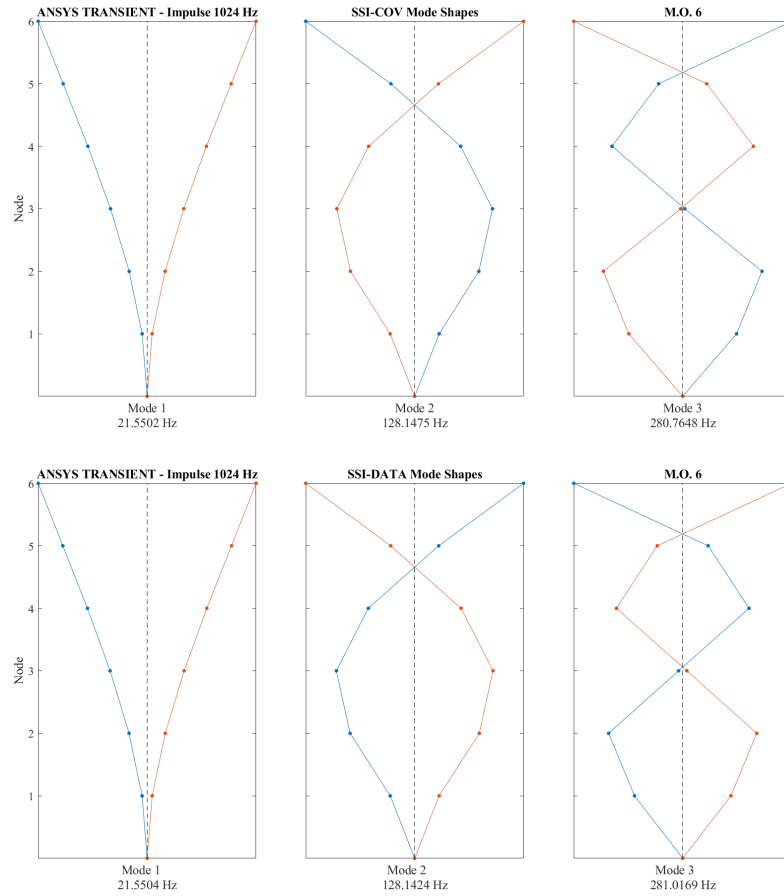 ANSYS TRANSIENT - Impulse 1024 Hz
SSI-COV Mode Shapes
M.O. 6
6
5
4
3
2
1
Node
Mode 1
21.5502 Hz
Mode 2
128.1475 Hz
Mode 3
280.7648 Hz
ANSYS TRANSIENT - Impulse 1024 Hz
SSI-DATA Mode Shapes
M.O. 6
6
5
4
3
2
1
Node
Mode 1
21.5504 Hz
Mode 2
128.1424 Hz
Mode 3
281.0169 Hz